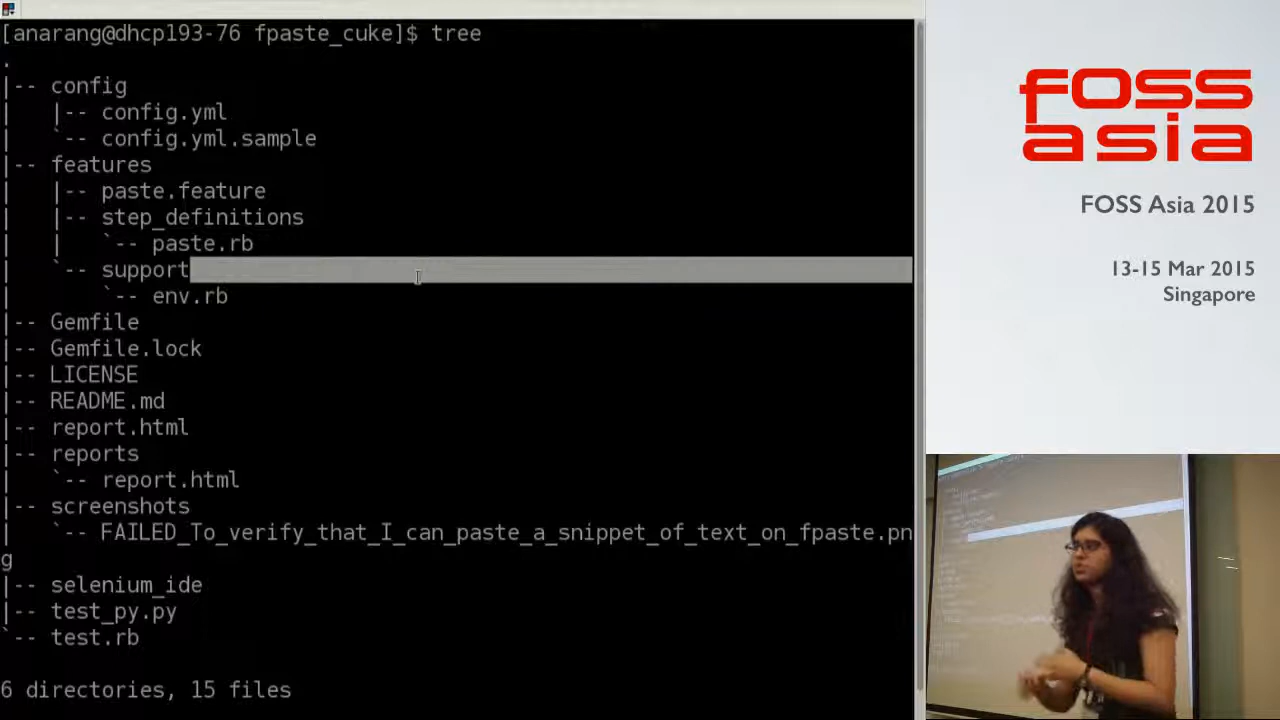 [anarang@dhcp193-76 fpaste_cuke]$ tree
.
|-- config
|   |-- config.yml
|   `-- config.yml.sample
|-- features
|   |-- paste.feature
|   |-- step_definitions
|   |   `-- paste.rb
|   `-- support
|       `-- env.rb
|-- Gemfile
|-- Gemfile.lock
|-- LICENSE
|-- README.md
|-- report.html
|-- reports
|   `-- report.html
|-- screenshots
|   `-- FAILED_To_verify_that_I_can_paste_a_snippet_of_text_on_fpaste.pn
g
|-- selenium_ide
|-- test_py.py
`-- test.rb
6 directories, 15 files
foss
asia
FOSS Asia 2015
13-15 Mar 2015
Singapore